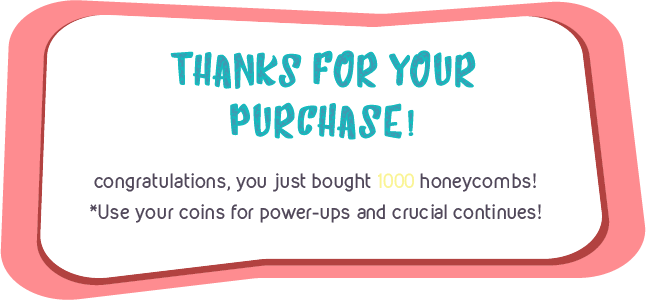 THANKS FOR YOUR
PURCHASE!
congratulations, you just bought 1000 honeycombs!
*Use your coins for power-ups and crucial continues!